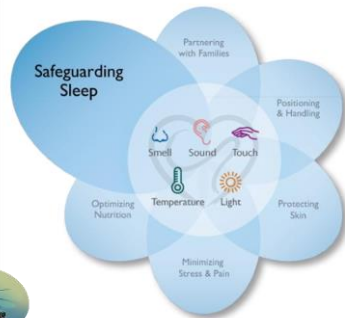 Partnering
with Families
Safeguarding
Sleep
Positioning
& Handling
Smell Sound Touch
Temperature Light
Optimizing
Nutrition
Protecting
Skin
Minimizing
Stress & Pain